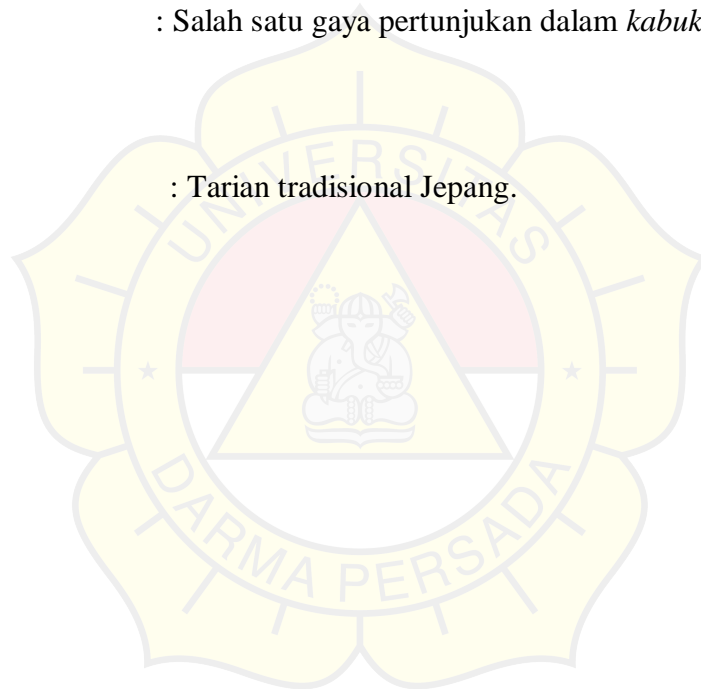 : Salah satu gaya pertunjukan dalam kabuk
: Tarian tradisional Jepang.
UNIVERSITAS
DARMA PERSADA